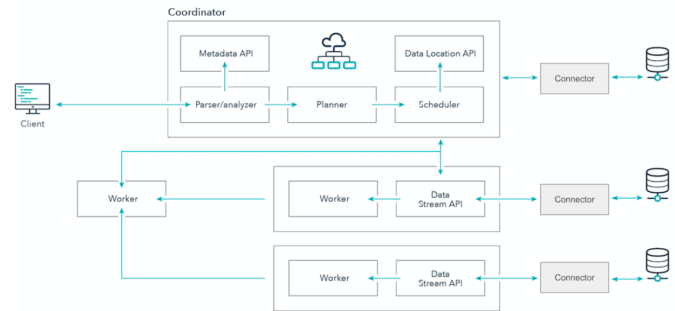 Coordinator
Metadata API
Data Location API
Connector
Parser/analyzer
Planner
Scheduler
Client
Worker
Worker
Data
Stream API
Connector
Worker
Data
Stream API
Connector